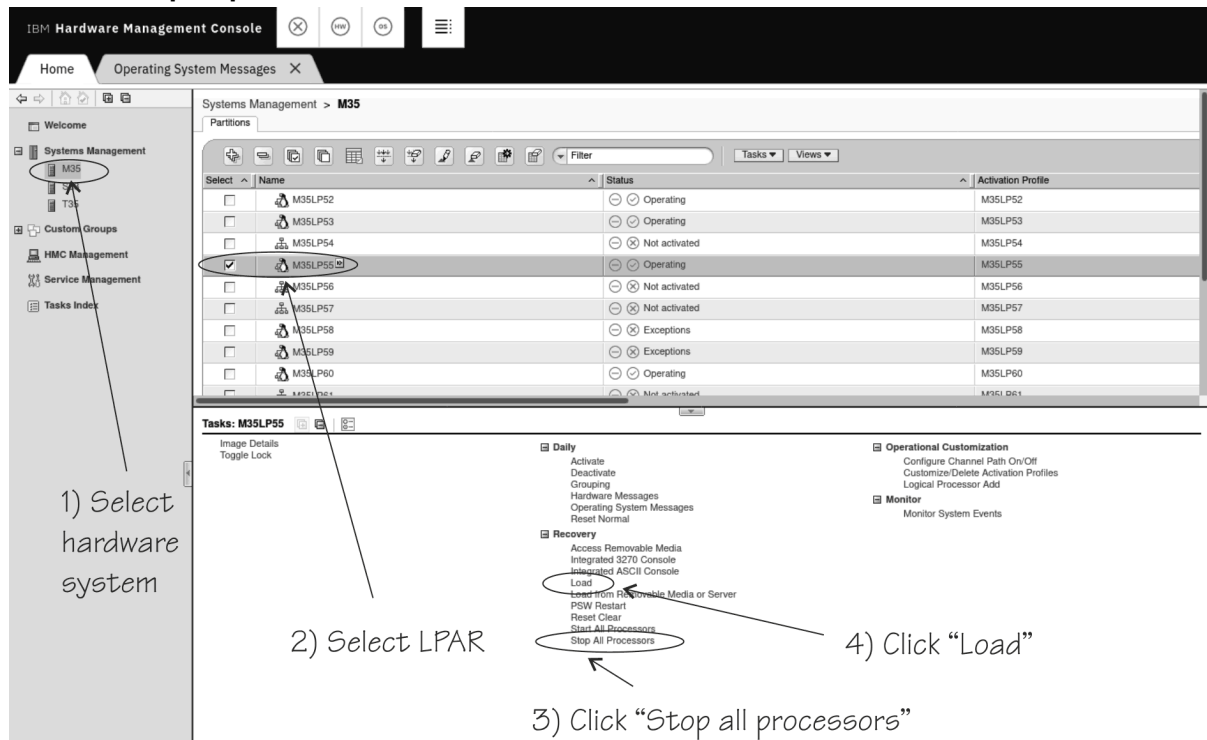 IBM Hardware Management Console
HW
OS
Home
Operating System Messages
Systems Management > M35
Partitions
Welcome
Systems Management
M35
T35
Custom Groups
HMC Management
Service Management
Tasks Index
Filter
Tasks
Views
Select Name Status Activation Profile
M35LP52 Operating M35LP52
M35LP53 Operating M35LP53
M35LP54 Not activated M35LP54
M35LP55 Operating M35LP55
M35LP56 Not activated M35LP56
M35LP57 Not activated M35LP57
M35LP58 Exceptions M35LP58
M35LP59 Exceptions M35LP59
M35LP60 Operating M35LP60
M35LP61 Not activated M35LP61
Tasks: M35LP55
Image Details
Toggle Lock
Daily
Activate
Deactivate
Grouping
Hardware Messages
Operating System Messages
Reset Normal
Recovery
Access Removable Media
Integrated 3270 Console
Integrated ASCII Console
Load
Load from Removable Media or Server
PSW Restart
Reset Clear
Start All Processors
Stop All Processors
Operational Customization
Configure Channel Path On/Off
Customize/Delete Activation Profiles
Logical Processor Add
Monitor
Monitor System Events
1) Select
hardware
system
2) Select LPAR
4) Click “Load”
3) Click “Stop all processors”